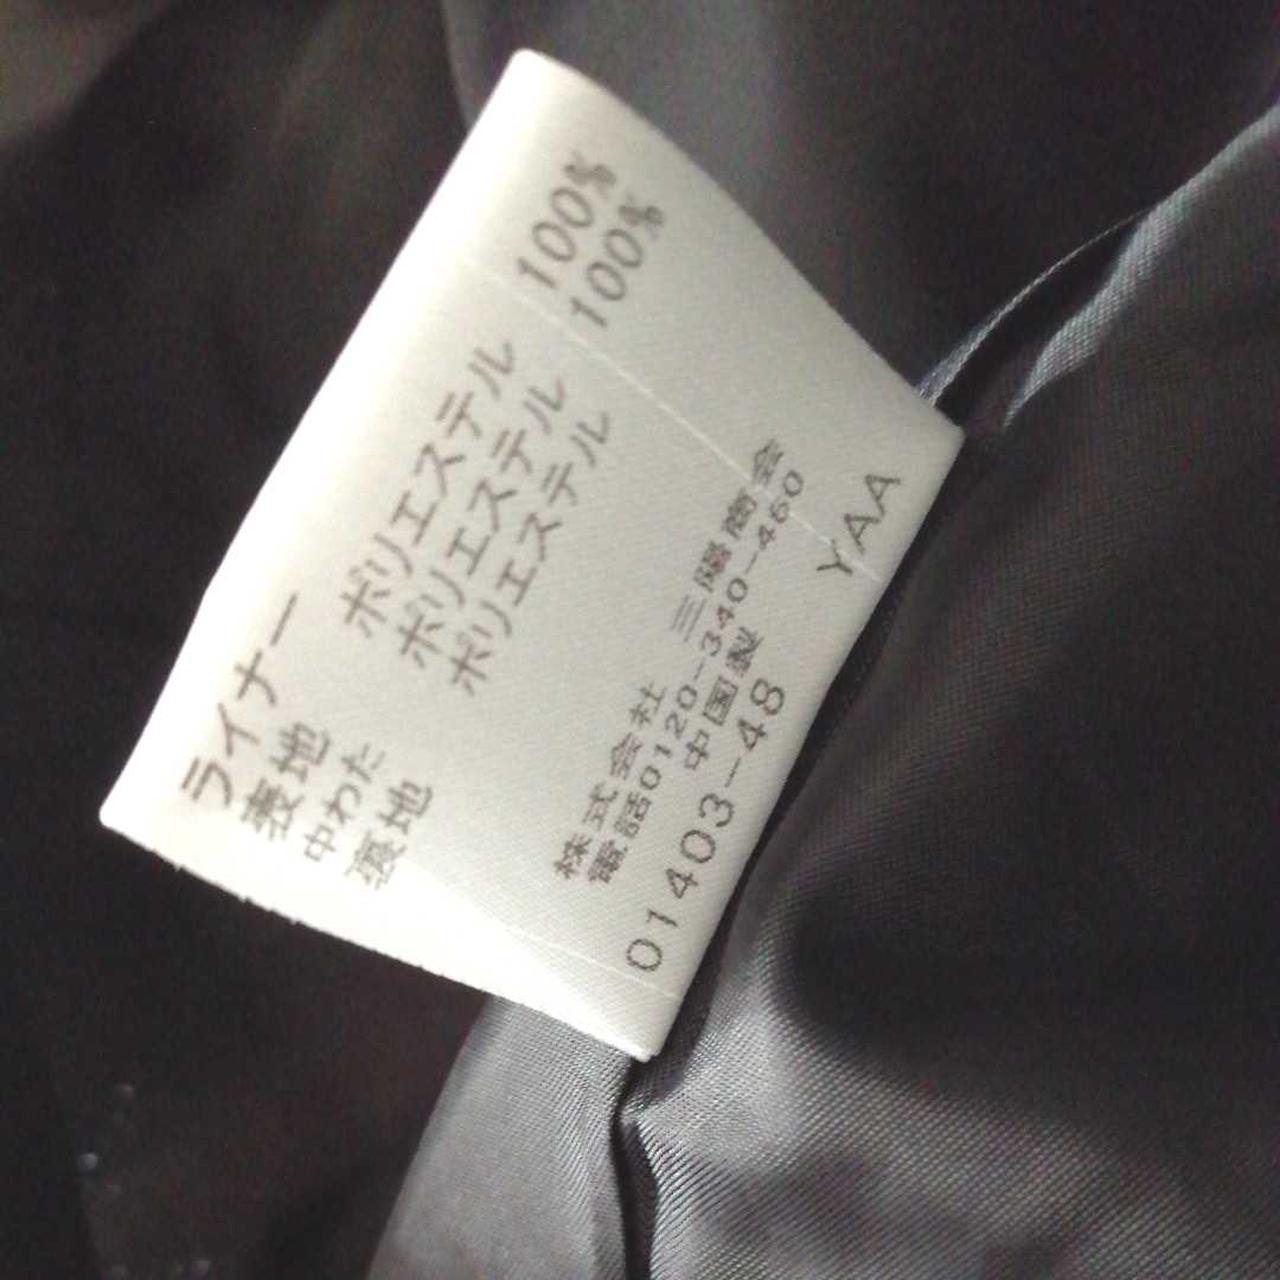 ライナー
表地 ポリエステル 100%
中わた ポリエステル 100%
裏地 ポリエステル
株式会社 三陽商会
電話0120-340-460
中国製
01403-48 YAA